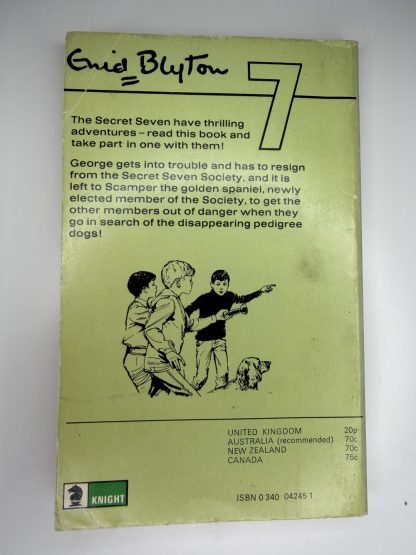 Enid Blyton
7
The Secret Seven have thrilling
adventures – read this book and
take part in one with them!
George gets into trouble and has to resign
from the Secret Seven Society, and it is
left to Scamper the golden spaniel, newly
elected member of the Society, to get the
other members out of danger when they
go in search of the disappearing pedigree
dogs!
UNITED KINGDOM 20p
AUSTRALIA (recommended) 70c
NEW ZEALAND 70c
CANADA 75c
KNIGHT
ISBN 0 340 04245 1